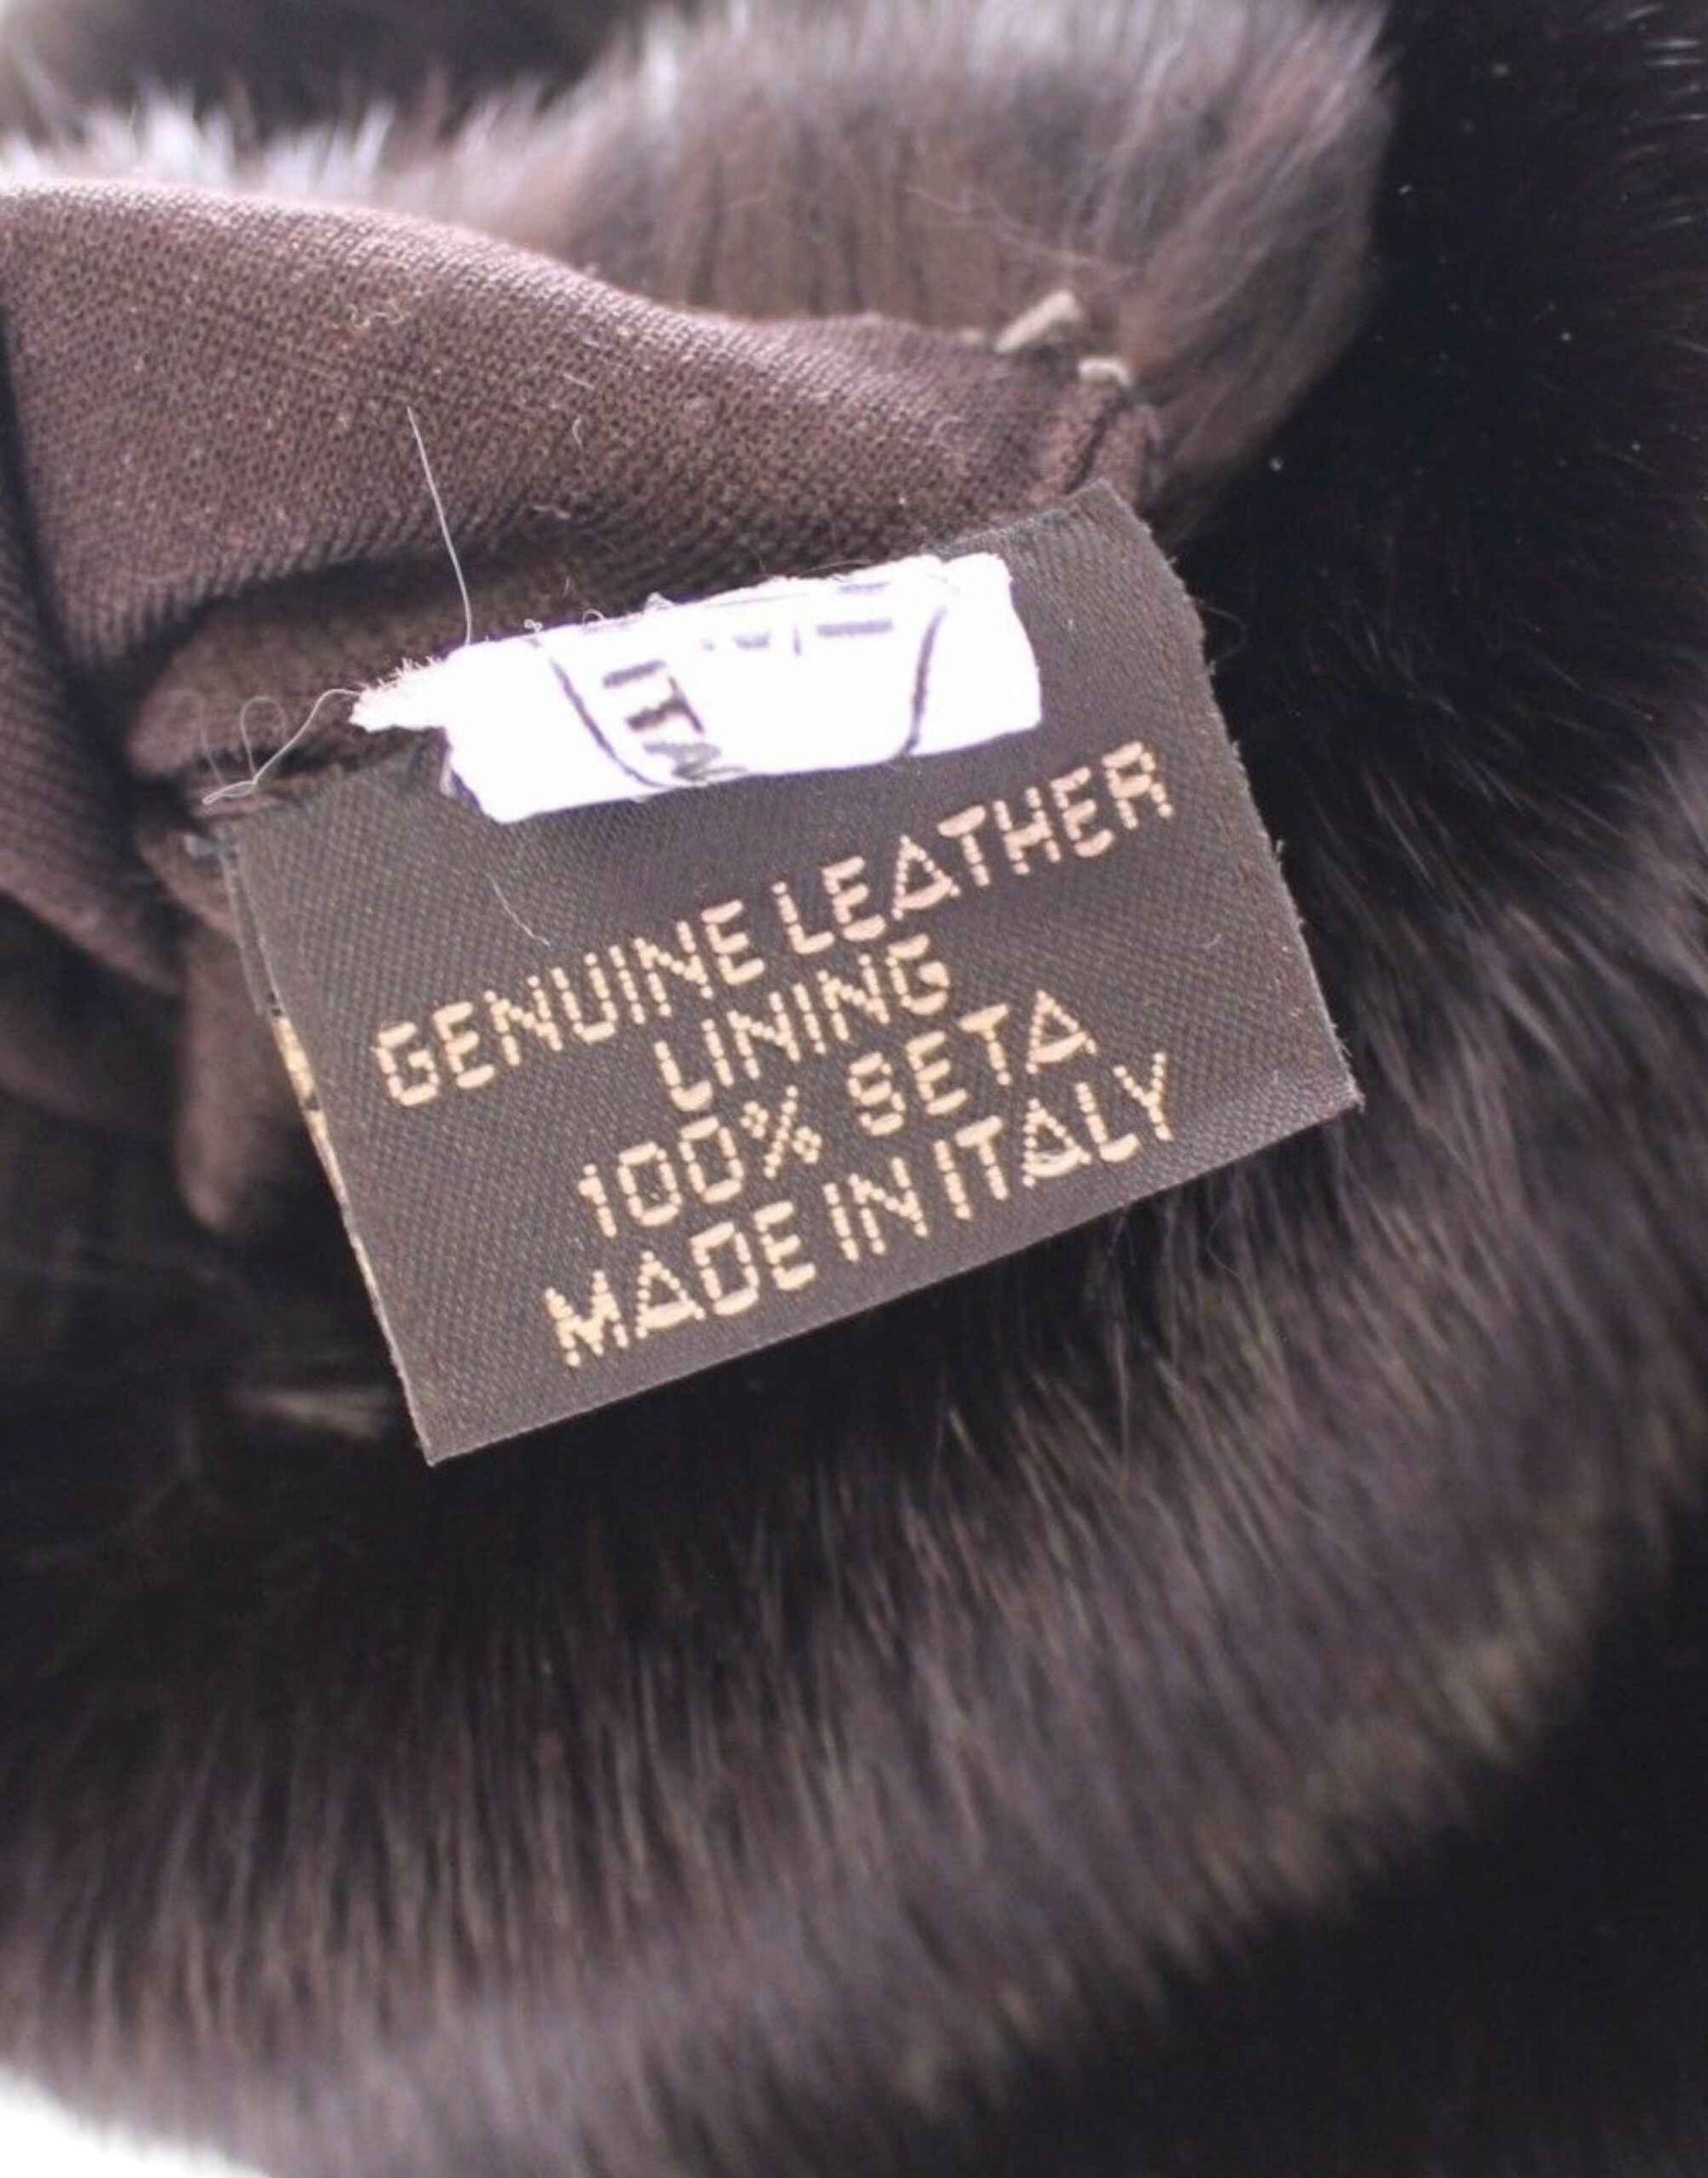 GENUINE LEATHER
LINING
100% SETA
MADE IN ITALY